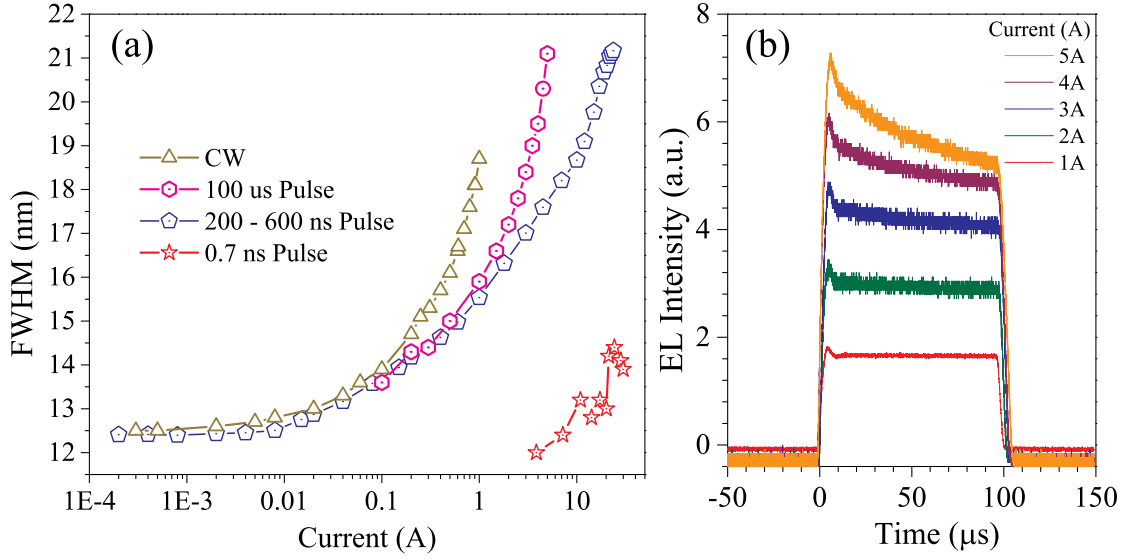 (a)
FWHM (nm)
22
21
20
19
18
17
16
15
14
13
12
CW
100 us Pulse
200 - 600 ns Pulse
0.7 ns Pulse
1E-4
1E-3
0.01
0.1
1
10
Current (A)
(b)
EL Intensity (a.u.)
8
6
4
2
0
Current (A)
5A
4A
3A
2A
1A
-50
0
50
100
150
Time (μs)